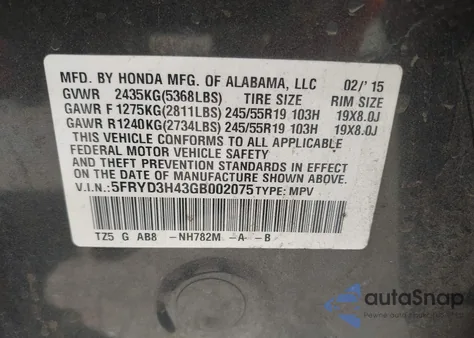 MFD. BY HONDA MFG. OF ALABAMA, LLC 02/'15
GVWR 2435KG(5368LBS) TIRE SIZE RIM SIZE
GAWR F 1275KG(2811LBS) 245/55R19 103H 19X8.0J
GAWR R 1240KG(2734LBS) 245/55R19 103H 19X8.0J
THIS VEHICLE CONFORMS TO ALL APPLICABLE
FEDERAL MOTOR VEHICLE SAFETY
STANDARDS IN EFFECT ON THE
DATE OF MANUFACTURE SHOWN ABOVE.
V.I.N.:5FRYD3H43GB002075 TYPE: MPV
TZ5 G AB8 -NH782M -A -B
autoSnap